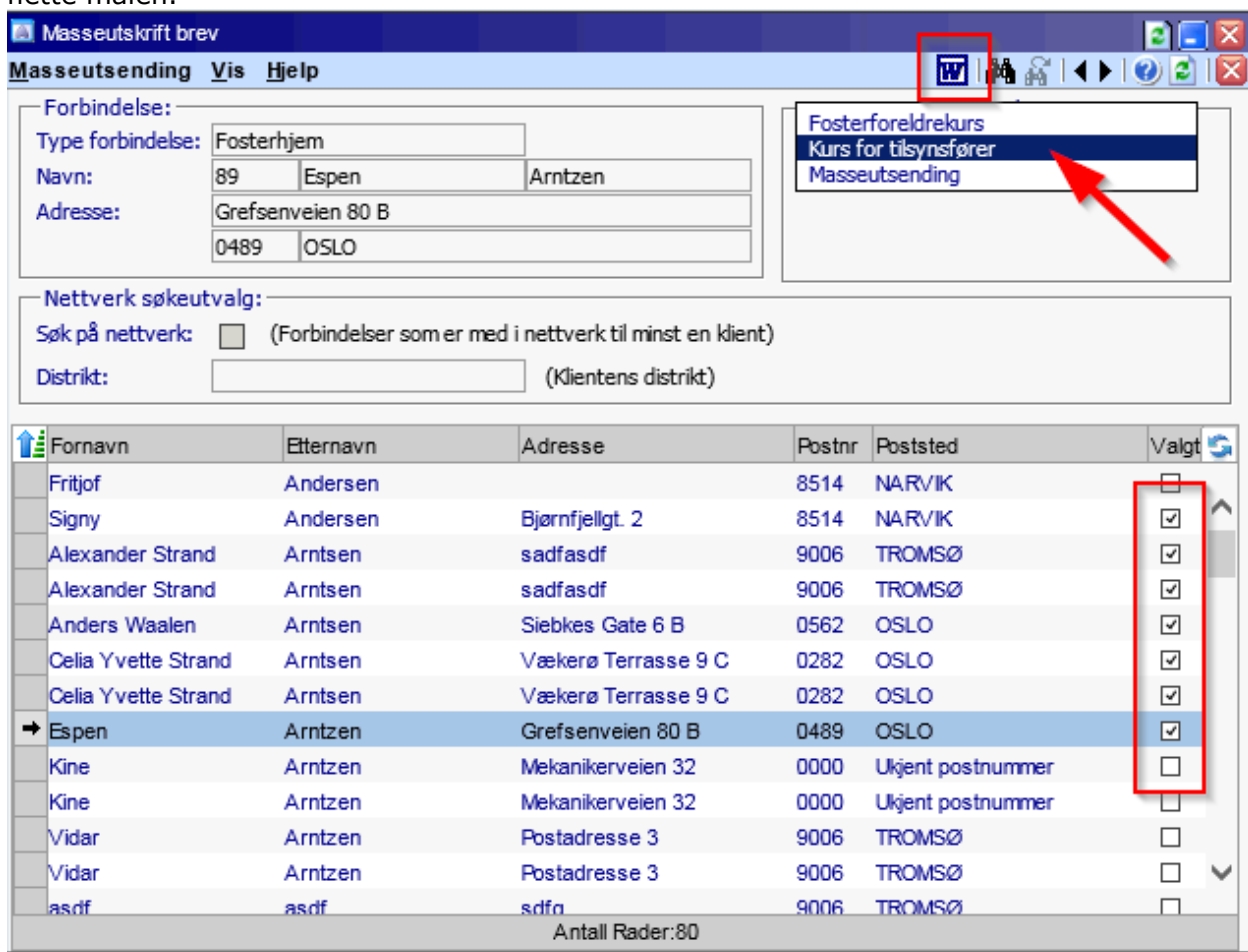 Masseutskrift brev
Masseutsending Vis Hjelp
W
Forbindelse:
Type forbindelse: Fosterhjem
Navn: 89 Espen Arntzen
Adresse: Grefsenveien 80 B
0489 OSLO
Fosterforeldrekurs
Kurs for tilsynsfører
Masseutsending
Nettverk søkeutvalg:
Søk på nettverk: (Forbindelser som er med i nettverk til minst en klient)
Distrikt: (Klientens distrikt)
Fornavn Etternavn Adresse Postnr Poststed Valgt
Fritjof Andersen 8514 NARVIK
Signy Andersen Bjørnfjellgt. 2 8514 NARVIK
Alexander Strand Arntsen sadfasdf 9006 TROMSØ
Alexander Strand Arntsen sadfasdf 9006 TROMSØ
Anders Waalen Arntsen Siebkes Gate 6 B 0562 OSLO
Celia Yvette Strand Arntsen Vækerø Terrasse 9 C 0282 OSLO
Celia Yvette Strand Arntsen Vækerø Terrasse 9 C 0282 OSLO
Espen Arntzen Grefsenveien 80 B 0489 OSLO
Kine Arntzen Mekanikerveien 32 0000 Ukjent postnummer
Kine Arntzen Mekanikerveien 32 0000 Ukjent postnummer
Vidar Arntzen Postadresse 3 9006 TROMSØ
Vidar Arntzen Postadresse 3 9006 TROMSØ
asdf asdf sdfg 9006 TROMSØ
Antall Rader:80